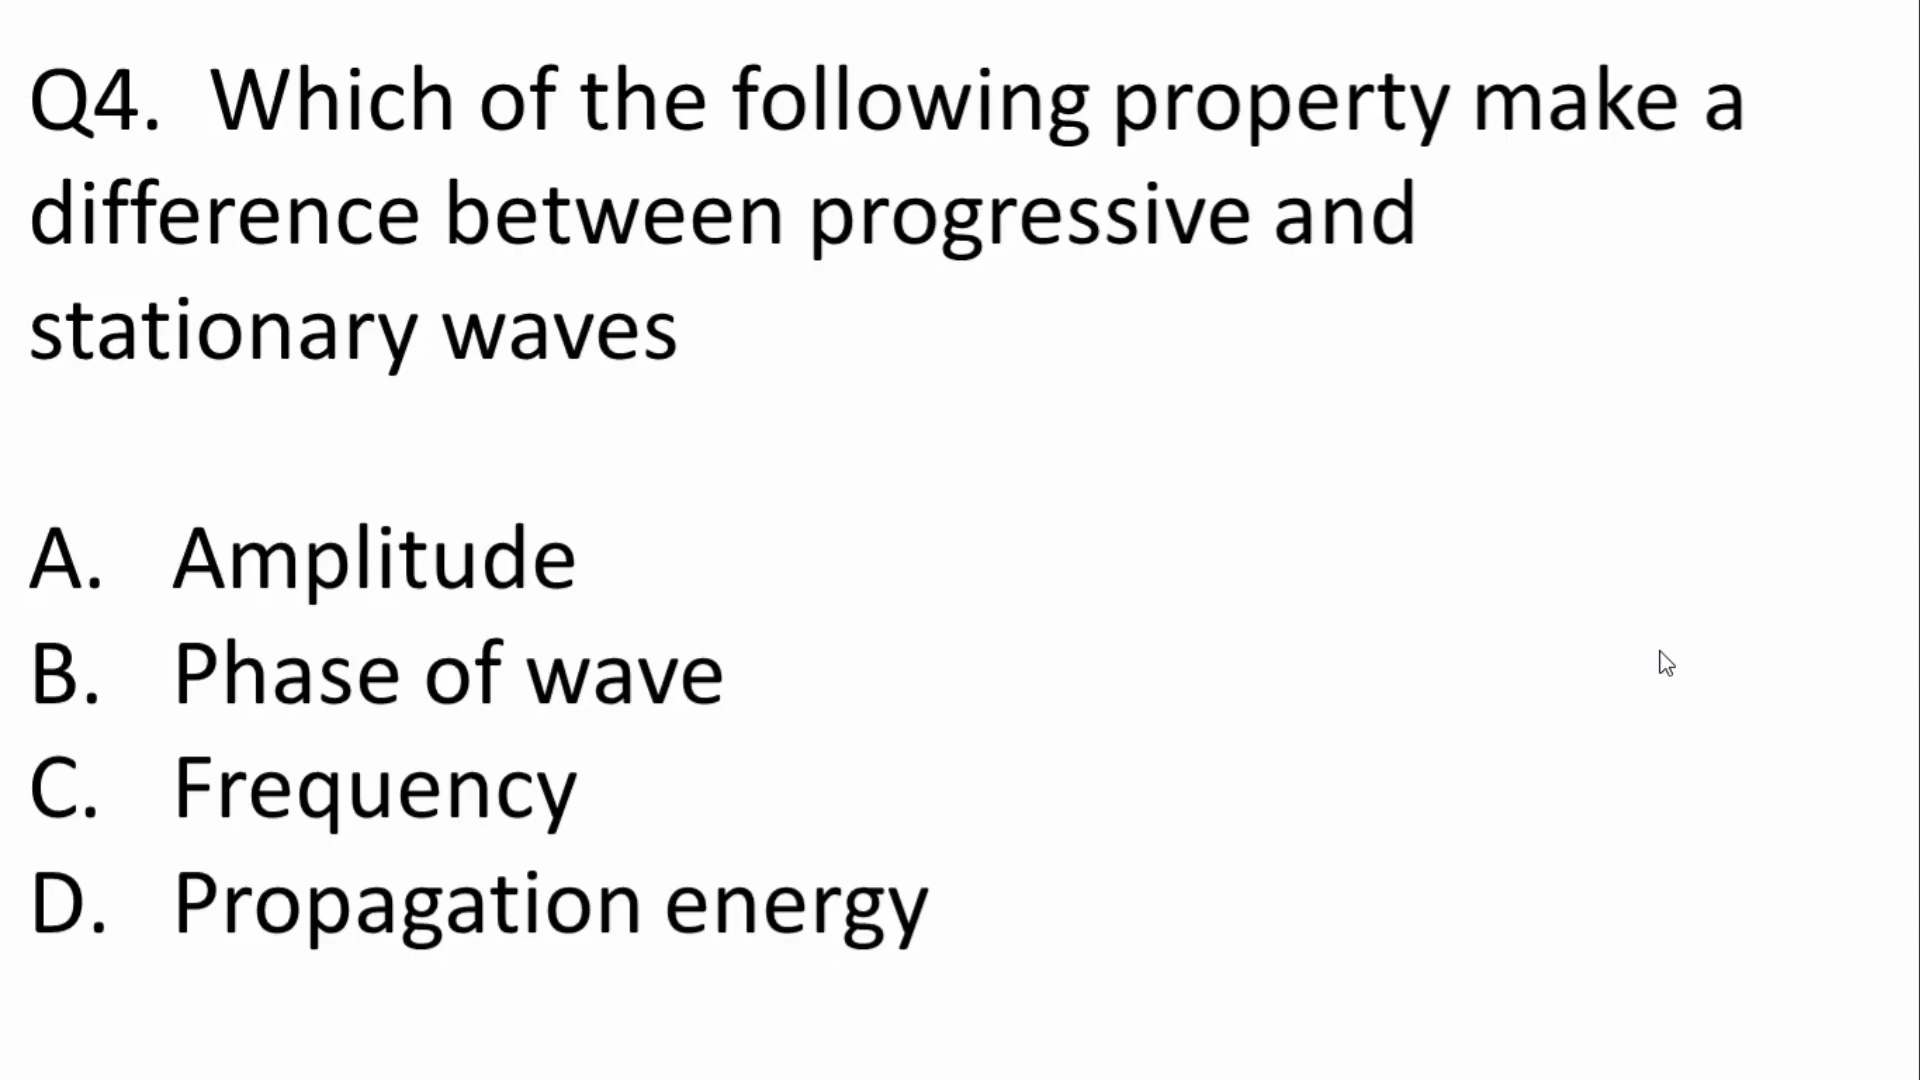 Q4. Which of the following property make a
difference between progressive and
stationary waves
A. Amplitude
B. Phase of wave
C. Frequency
D. Propagation energy